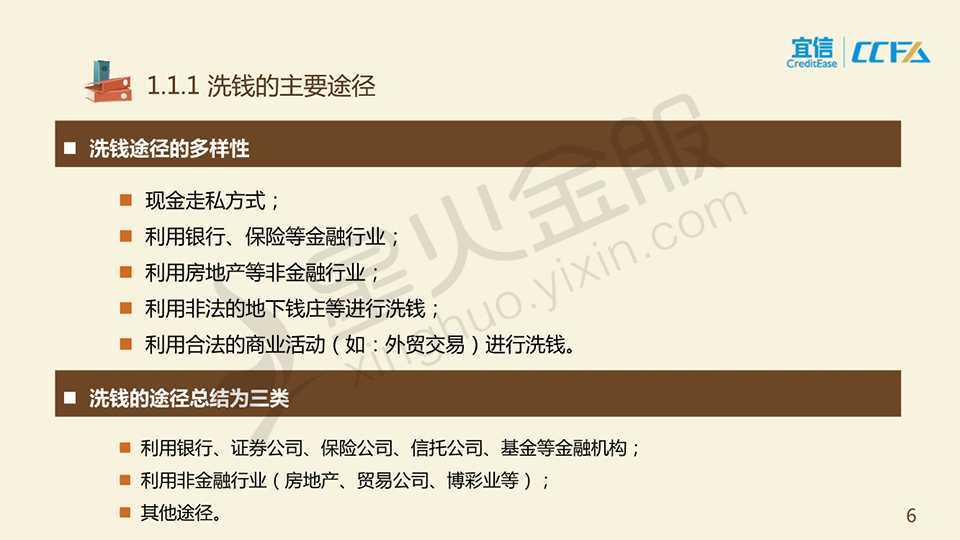 宜信
CreditEase
CCFA
1.1.1 洗钱的主要途径
洗钱途径的多样性
现金走私方式；
利用银行、保险等金融行业；
利用房地产等非金融行业；
利用非法的地下钱庄等进行洗钱；
利用合法的商业活动（如：外贸交易）进行洗钱。
洗钱的途径总结为三类
利用银行、证券公司、保险公司、信托公司、基金等金融机构；
利用非金融行业（房地产、贸易公司、博彩业等）；
其他途径。
星火金服
xinghuo.yixin.com
6